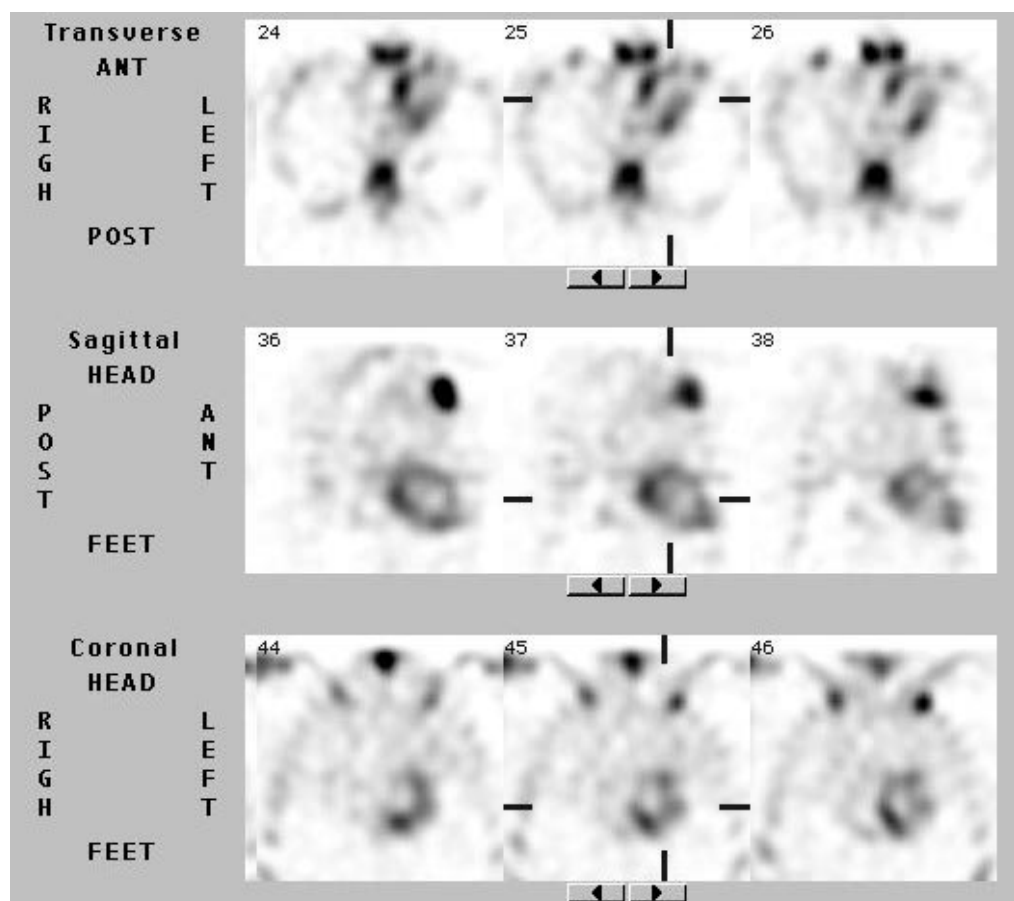 Transverse
ANT
24
25
26
R
I
G
H
L
E
F
T
POST
Sagittal
HEAD
36
37
38
P
O
S
T
A
N
T
FEET
Coronal
HEAD
44
45
46
R
I
G
H
L
E
F
T
FEET